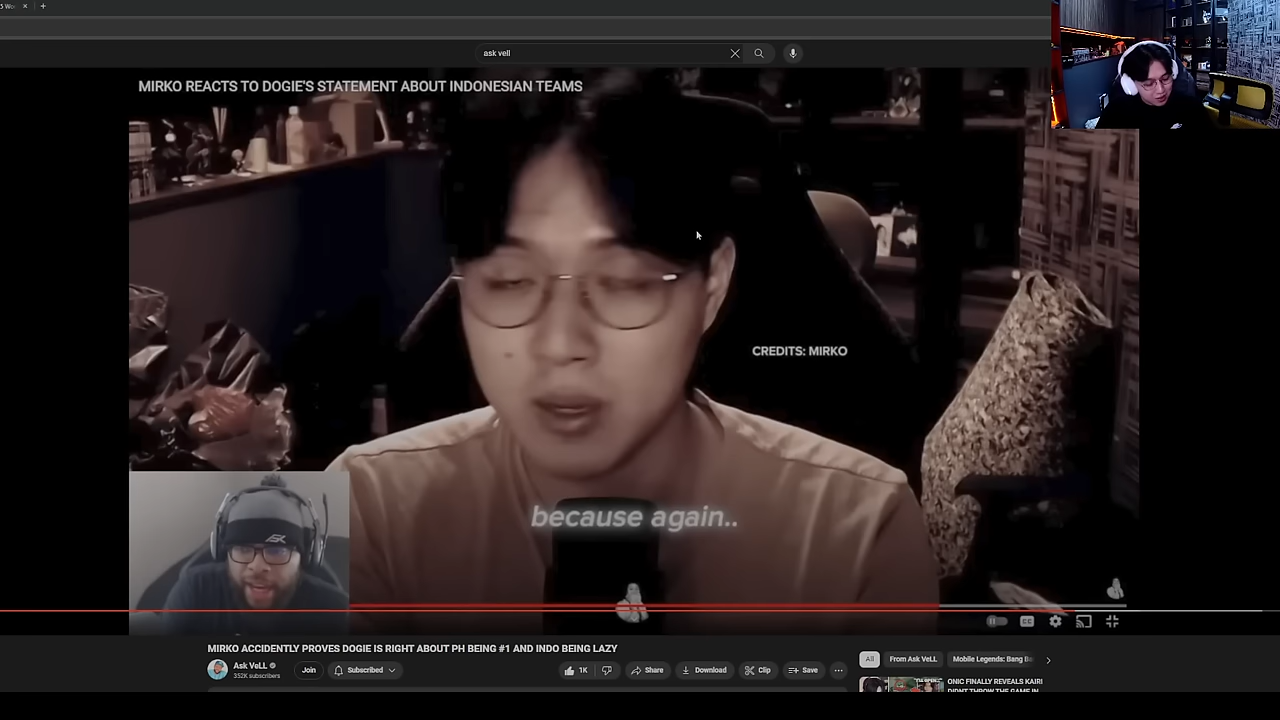 5 Wo
ask vell
MIRKO REACTS TO DOGIE'S STATEMENT ABOUT INDONESIAN TEAMS
CREDITS: MIRKO
because again..
MIRKO ACCIDENTLY PROVES DOGIE IS RIGHT ABOUT PH BEING #1 AND INDO BEING LAZY
Ask VeLL
352K subscribers
Join
Subscribed
1K
Share
Download
Clip
Save
All
From Ask VeLL
Mobile Legends: Bang Ba
ONIC FINALLY REVEALS KAIRI
DIDNT THROW THE GAME IN